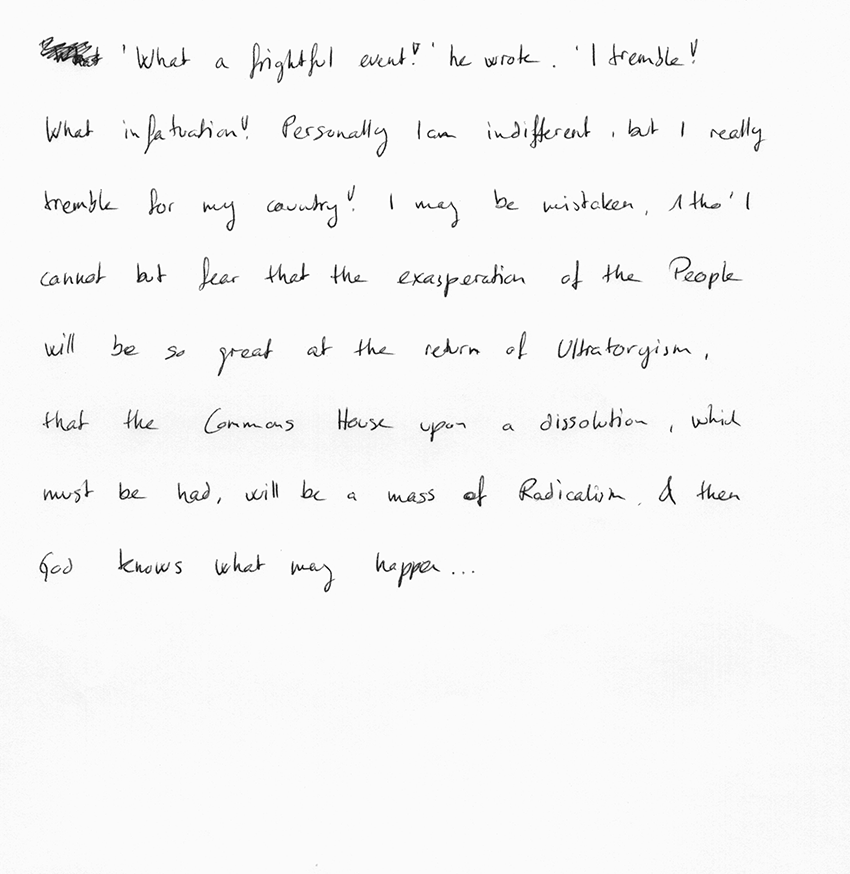 'What a frightful event!' he wrote. 'I tremble!
What infatuation! Personally I am indifferent, but I really
tremble for my country! I may be mistaken, tho' I
cannot but fear that the exasperation of the People
will be so great at the return of Ultratoryism,
that the Commons House upon a dissolution, which
must be had, will be a mass of Radicalism. & then
God knows what may happen...